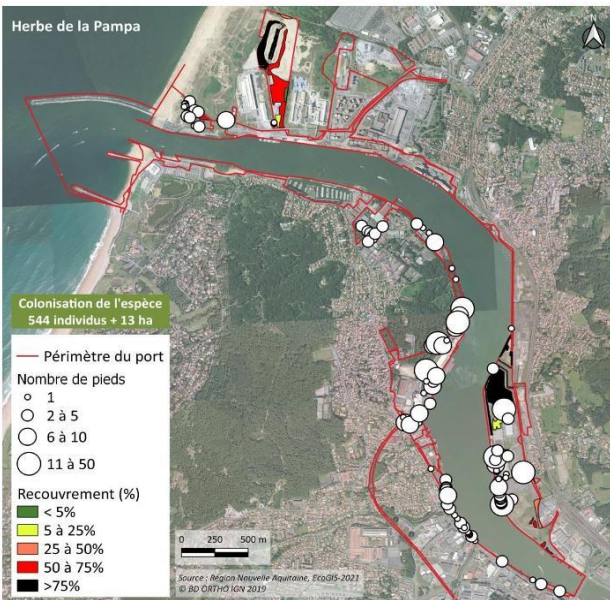 Herbe de la Pampa
N
Colonisation de l'espèce
544 individus + 13 ha
Périmètre du port
Nombre de pieds
1
2 à 5
6 à 10
11 à 50
Recouvrement (%)
< 5%
5 à 25%
25 à 50%
50 à 75%
>75%
0 250 500 m
Source : Région Nouvelle Aquitaine, EcoGIS-2021
© BD ORTHO IGN 2019